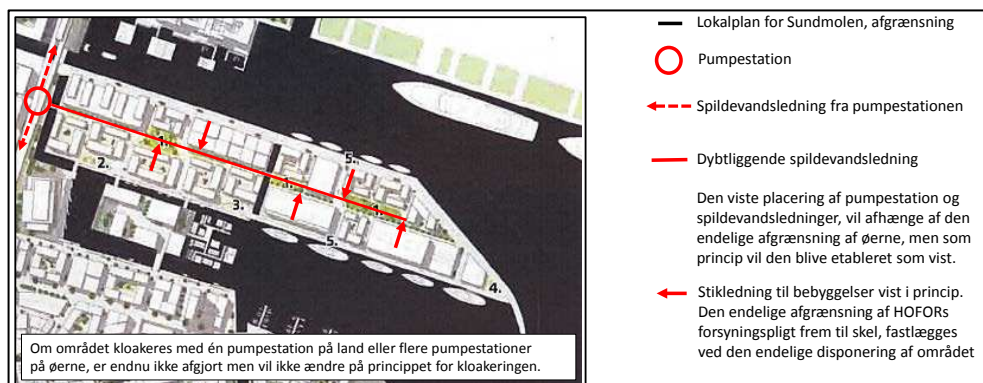 1.
5.
2.
1.
3.
1.
5.
4.
Om området kloakeres med én pumpestation på land eller flere pumpestationer
på øerne, er endnu ikke afgjort men vil ikke ændre på princippet for kloakeringen.
Lokalplan for Sundmolen, afgrænsning
Pumpestation
Spildevandsledning fra pumpestationen
Dybtliggende spildevandsledning
Den viste placering af pumpestation og
spildevandsledninger, vil afhænge af den
endelige afgrænsning af øerne, men som
princip vil den blive etableret som vist.
Stikledning til bebyggelser vist i princip.
Den endelige afgrænsning af HOFORs
forsyningspligt frem til skel, fastlægges
ved den endelige disponering af området